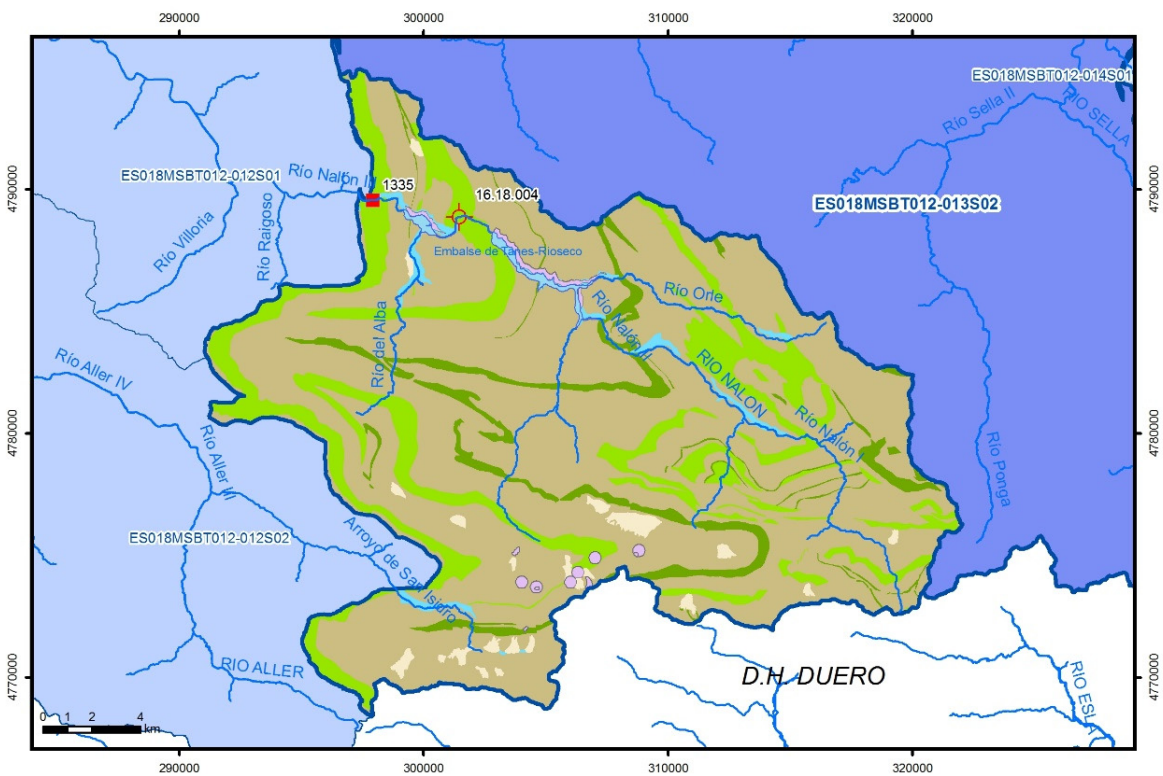 290000
300000
310000
320000
ES018MSBT012-014S01
Río Sella II
RIO SELLA
4790000
4790000
ES018MSBT012-012S01
Río Nalón III
1335
16.18.004
ES018MSBT012-013S02
Río Villoria
Río Raigoso
Embalse de Tanes-Rioseco
Río Orle
Río del Alba
Río Nalón II
RIO NALON
Río Nalón I
Río Aller IV
4780000
4780000
Río Aller III
Río Ponga
ES018MSBT012-012S02
Arroyo de San Isidro
RIO ALLER
D.H. DUERO
RIO ESLA
4770000
4770000
0 1 2 4
km
290000
300000
310000
320000